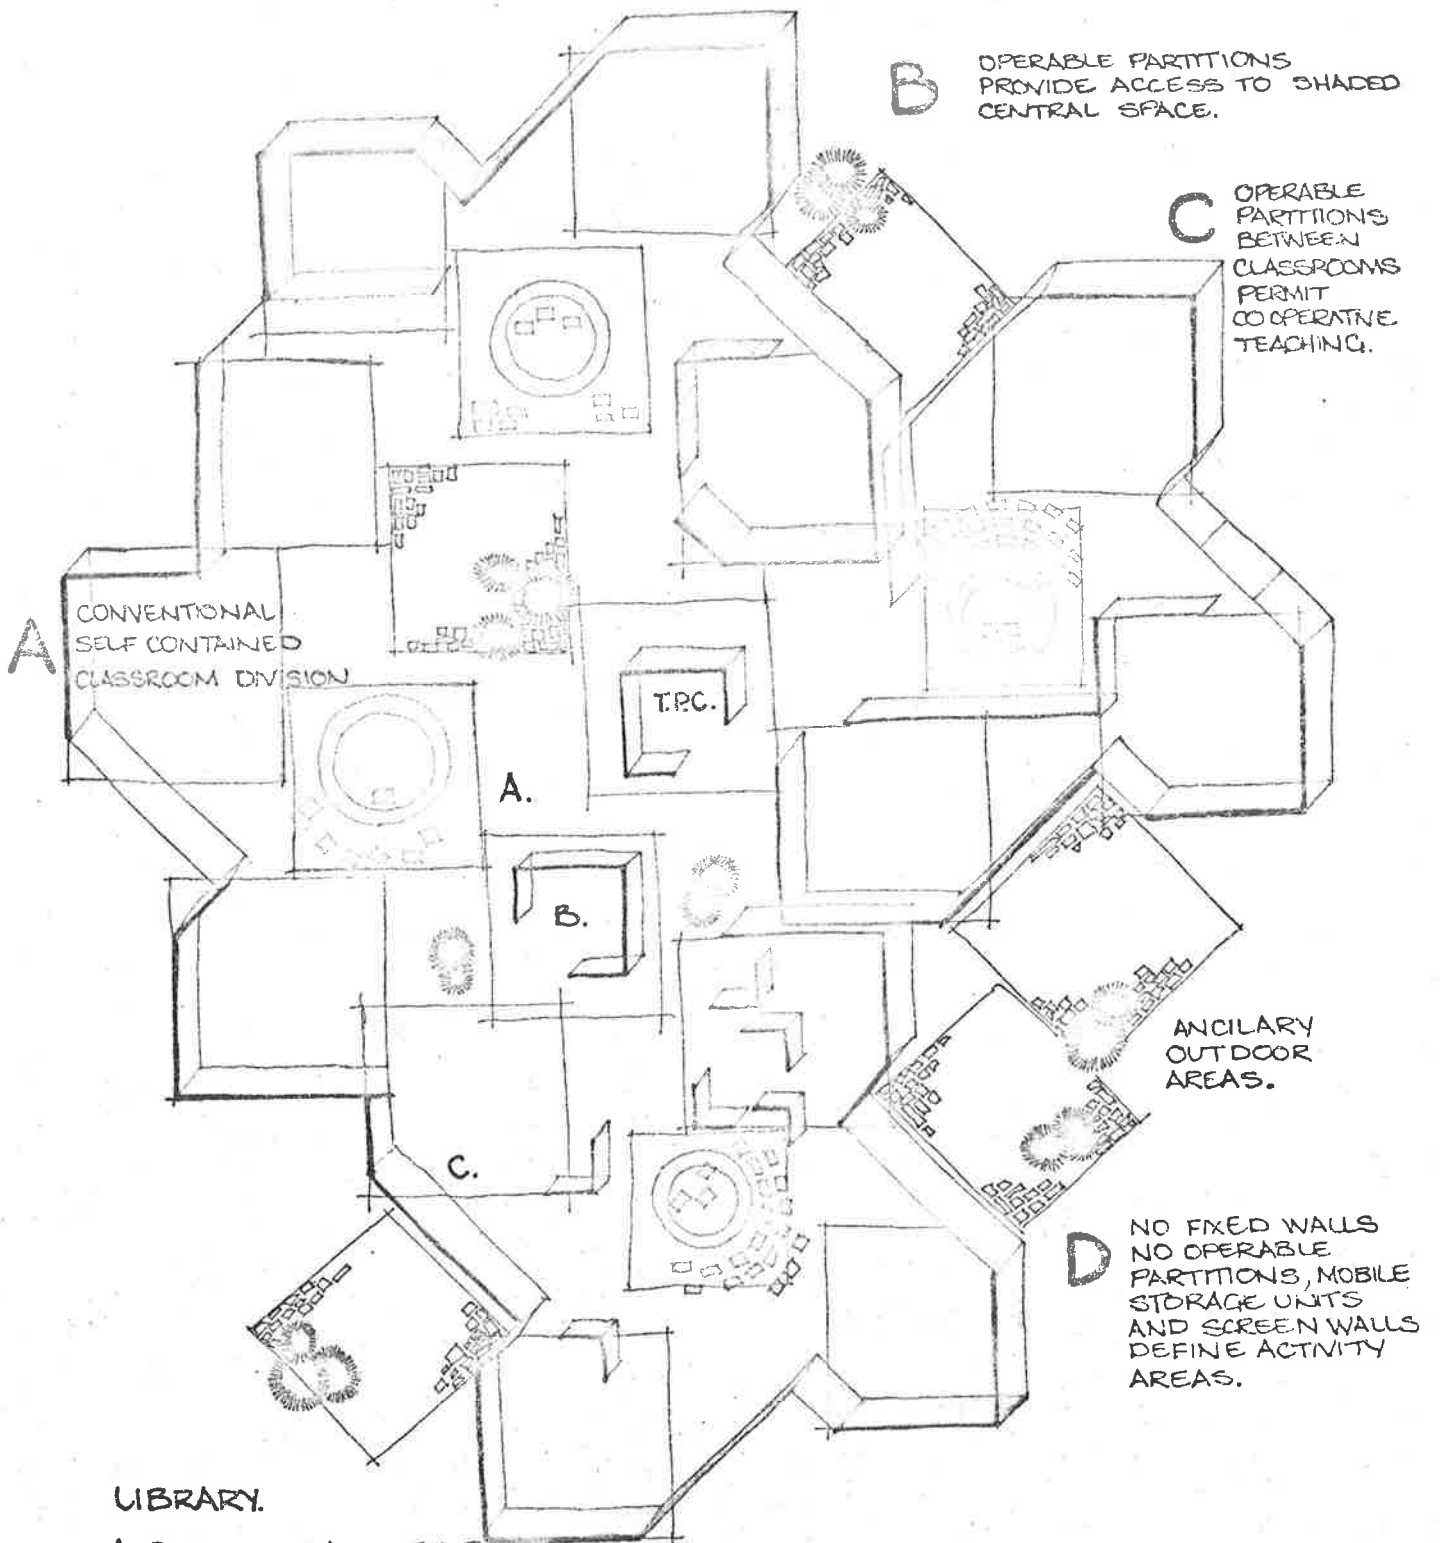 B
OPERABLE PARTITIONS
PROVIDE ACCESS TO SHADED
CENTRAL SPACE.
C
OPERABLE
PARTITIONS
BETWEEN
CLASSROOMS
PERMIT
COOPERATIVE
TEACHING.
A
CONVENTIONAL
SELF CONTAINED
CLASSROOM DIVISION
T.P.C.
A.
B.
C.
ANCILARY
OUTDOOR
AREAS.
D
NO FIXED WALLS
NO OPERABLE
PARTITIONS, MOBILE
STORAGE UNITS
AND SCREEN WALLS
DEFINE ACTIVITY
AREAS.
LIBRARY.